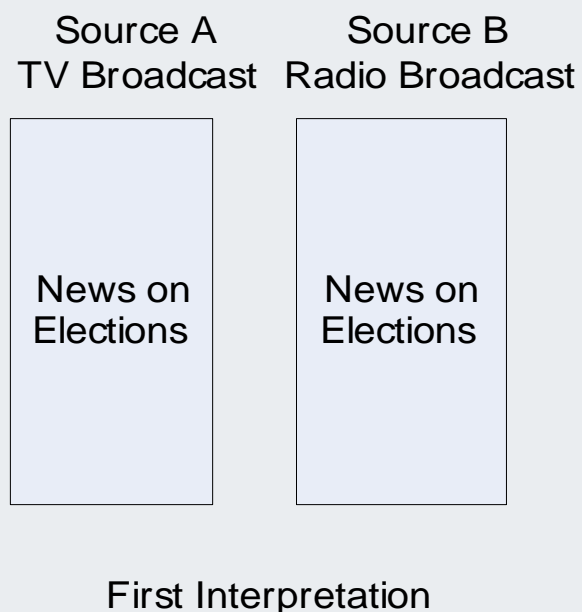 Source A
TV Broadcast
Source B
Radio Broadcast
News on
Elections
News on
Elections
First Interpretation